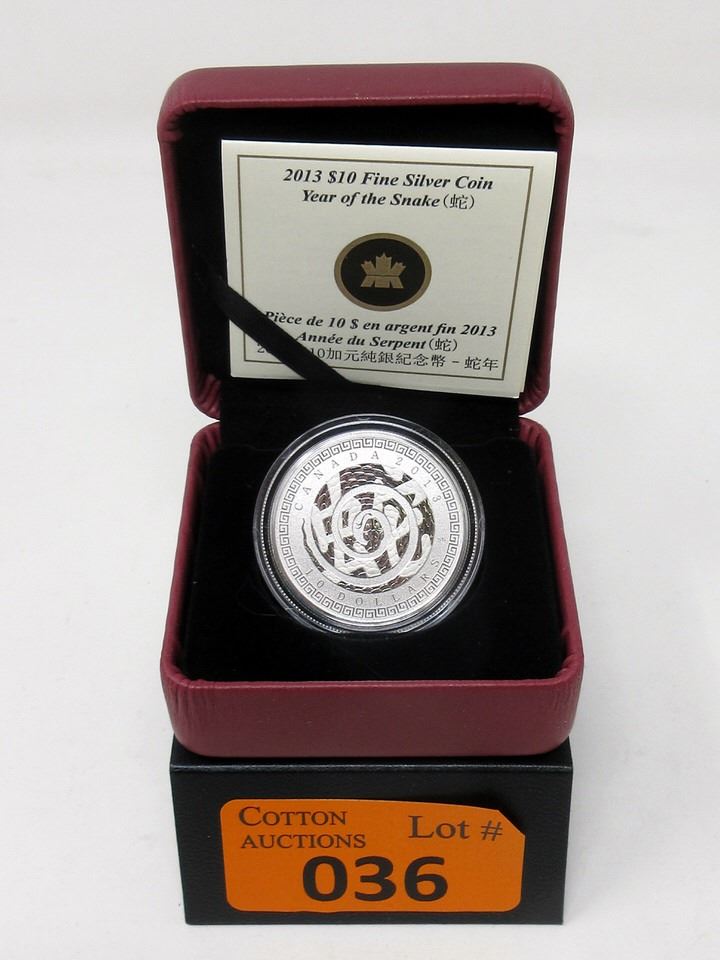 2013 $10 Fine Silver Coin
Year of the Snake (蛇)
Pièce de 10 $ en argent fin 2013
Année du Serpent (蛇)
10加元純銀紀念幣 - 蛇年
CANADA 2013
10 DOLLARS
COTTON
AUCTIONS
Lot #
036